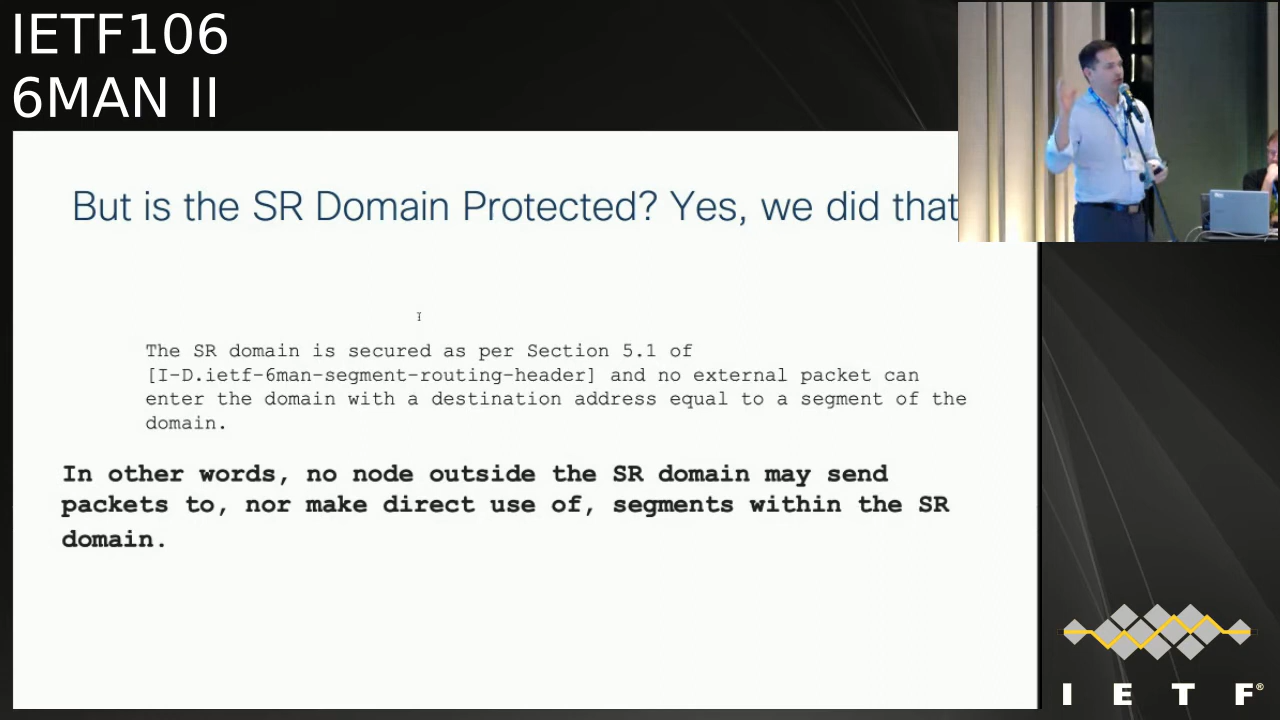 IETF106
6MAN II
But is the SR Domain Protected? Yes, we did that
The SR domain is secured as per Section 5.1 of
[I-D.ietf-6man-segment-routing-header] and no external packet can
enter the domain with a destination address equal to a segment of the
domain.
In other words, no node outside the SR domain may send
packets to, nor make direct use of, segments within the SR
domain.
I E T F®